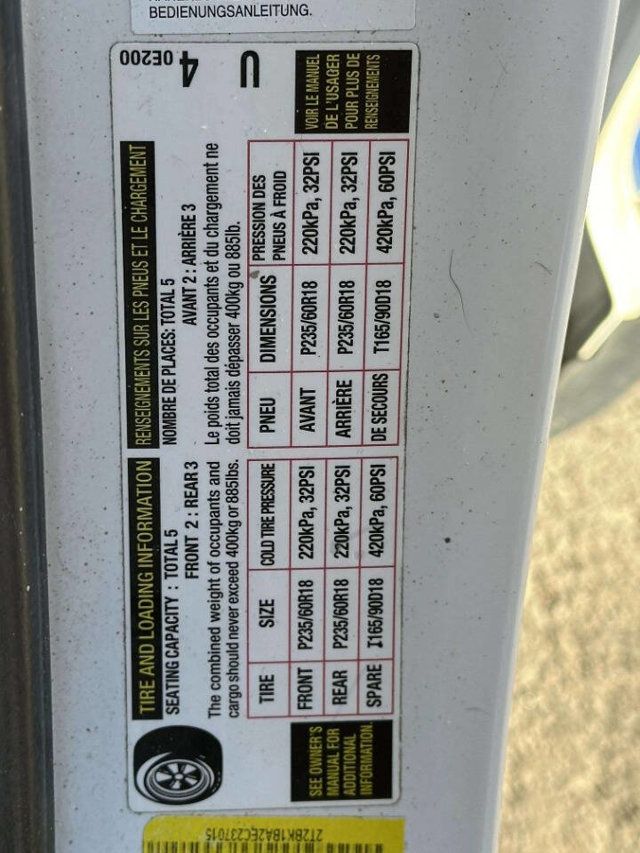 BEDIENUNGSANLEITUNG.
TIRE AND LOADING INFORMATION
SEATING CAPACITY : TOTAL 5
FRONT 2 : REAR 3
The combined weight of occupants and
cargo should never exceed 400kg or 885lbs.
TIRE SIZE COLD TIRE PRESSURE
FRONT P235/60R18 220kPa, 32PSI
REAR P235/60R18 220kPa, 32PSI
SPARE T165/90D18 420kPa, 60PSI
SEE OWNER'S
MANUAL FOR
ADDITIONAL
INFORMATION.
RENSEIGNEMENTS SUR LES PNEUS ET LE CHARGEMENT
NOMBRE DE PLACES: TOTAL 5
AVANT 2 : ARRIÈRE 3
Le poids total des occupants et du chargement ne
doit jamais dépasser 400kg ou 885lb.
PNEU DIMENSIONS PRESSION DES
PNEUS À FROID
AVANT P235/60R18 220kPa, 32PSI
ARRIÈRE P235/60R18 220kPa, 32PSI
DE SECOURS T165/90D18 420kPa, 60PSI
VOIR LE MANUEL
DE L'USAGER
POUR PLUS DE
RENSEIGNEMENTS
0E200
4
U
2T2BK1BA2EC237015